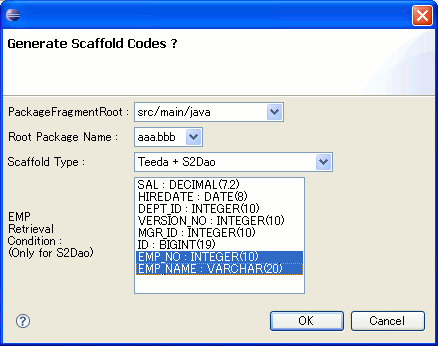 Generate Scaffold Codes ?
PackageFragmentRoot : src/main/java
Root Package Name : aaa.bbb
Scaffold Type : Teeda + S2Dao
EMP
Retrieval
Condition :
(Only for S2Dao)
SAL : DECIMAL(7.2)
HIREDATE : DATE(8)
DEPT_ID : INTEGER(10)
VERSION_NO : INTEGER(10)
MGR_ID : INTEGER(10)
ID : BIGINT(19)
EMP_NO : INTEGER(10)
EMP_NAME : VARCHAR(20)
?
OK Cancel